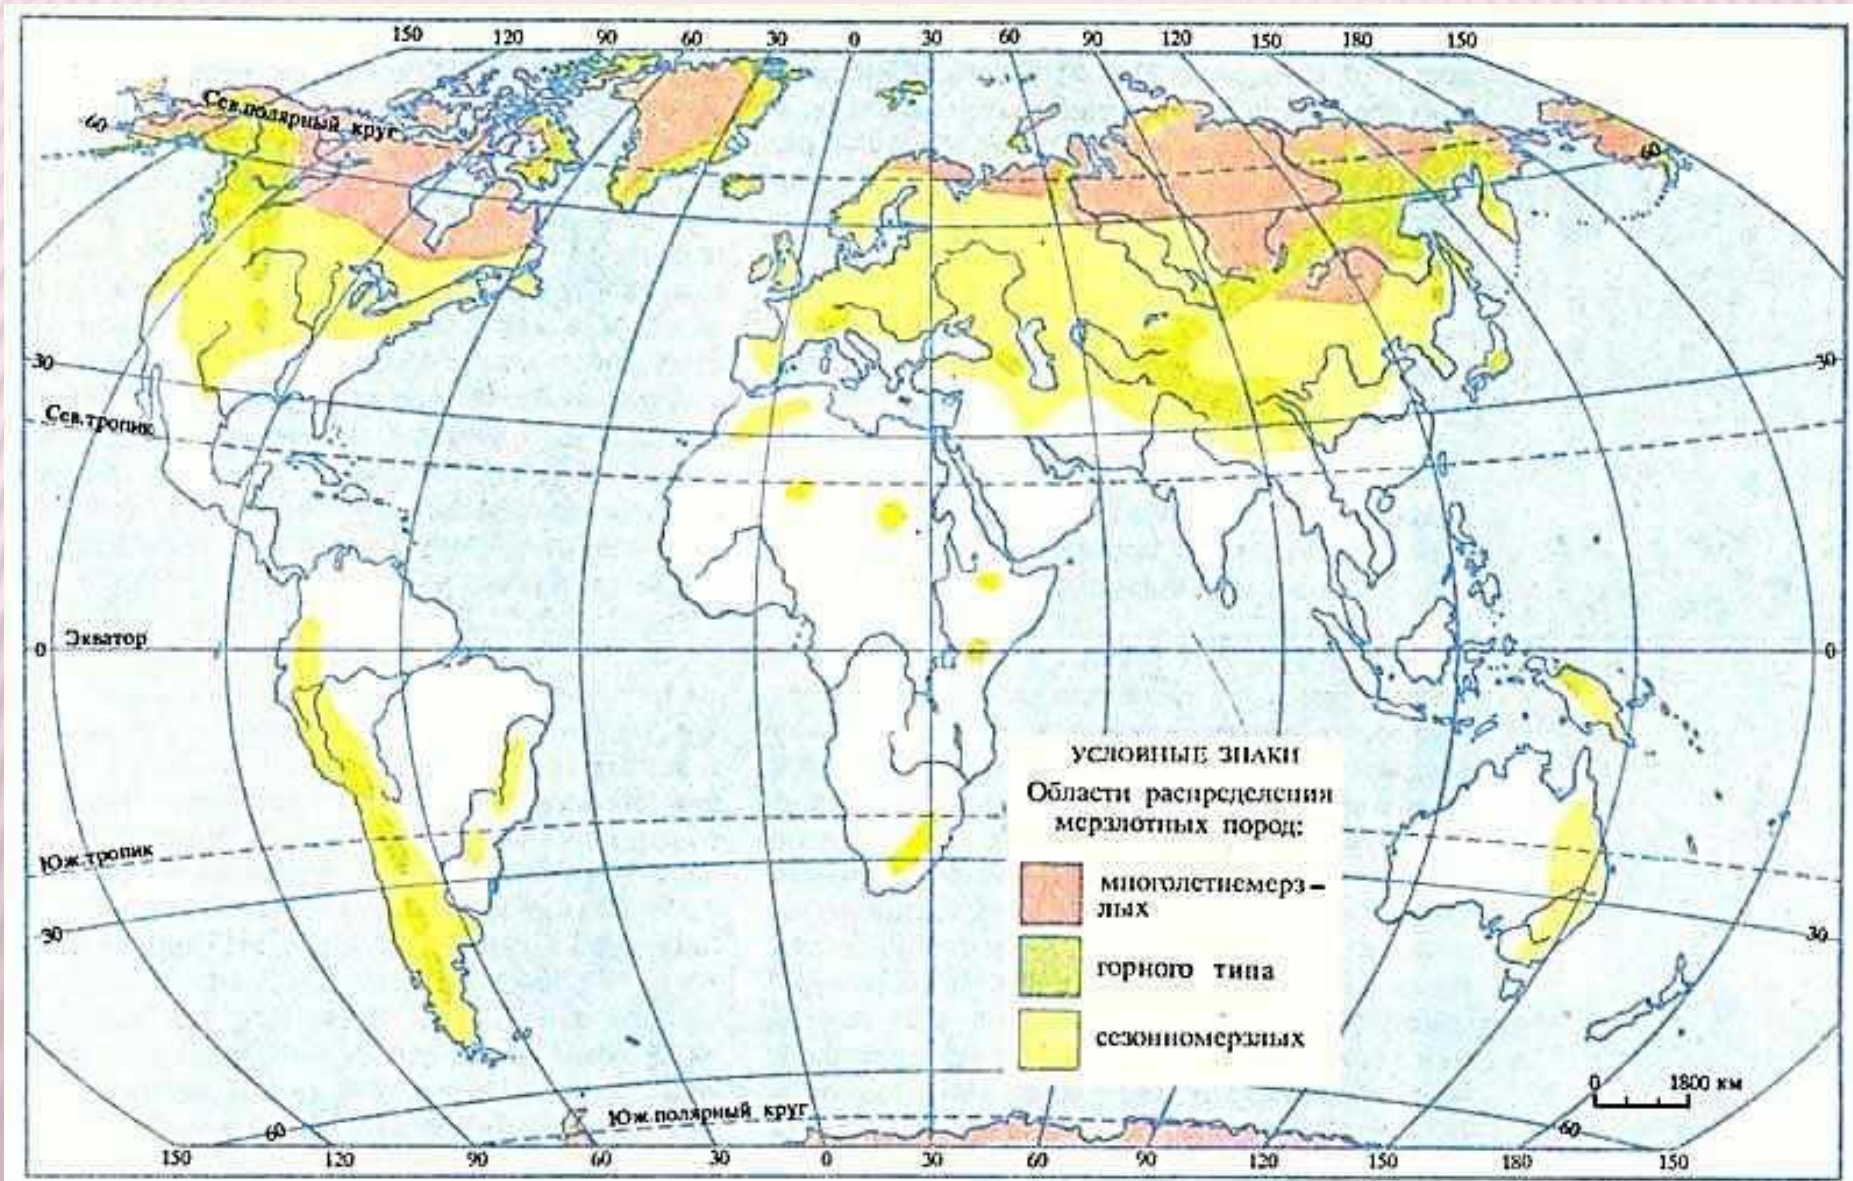 150 120 90 60 30 0 30 60 90 120 150 180 150
Сев.полярный круг
60
60
30
30
Сев.тропик
0
Экватор
0
Юж.тропик
30
30
УСЛОВНЫЕ ЗНАКИ
Области распределения
мерзлотных пород:
многолетнемерз-
лых
горного типа
сезонномерзлых
0 1800 км
Юж.полярный круг
60
60
150 120 90 60 30 0 30 60 90 120 150 180 150